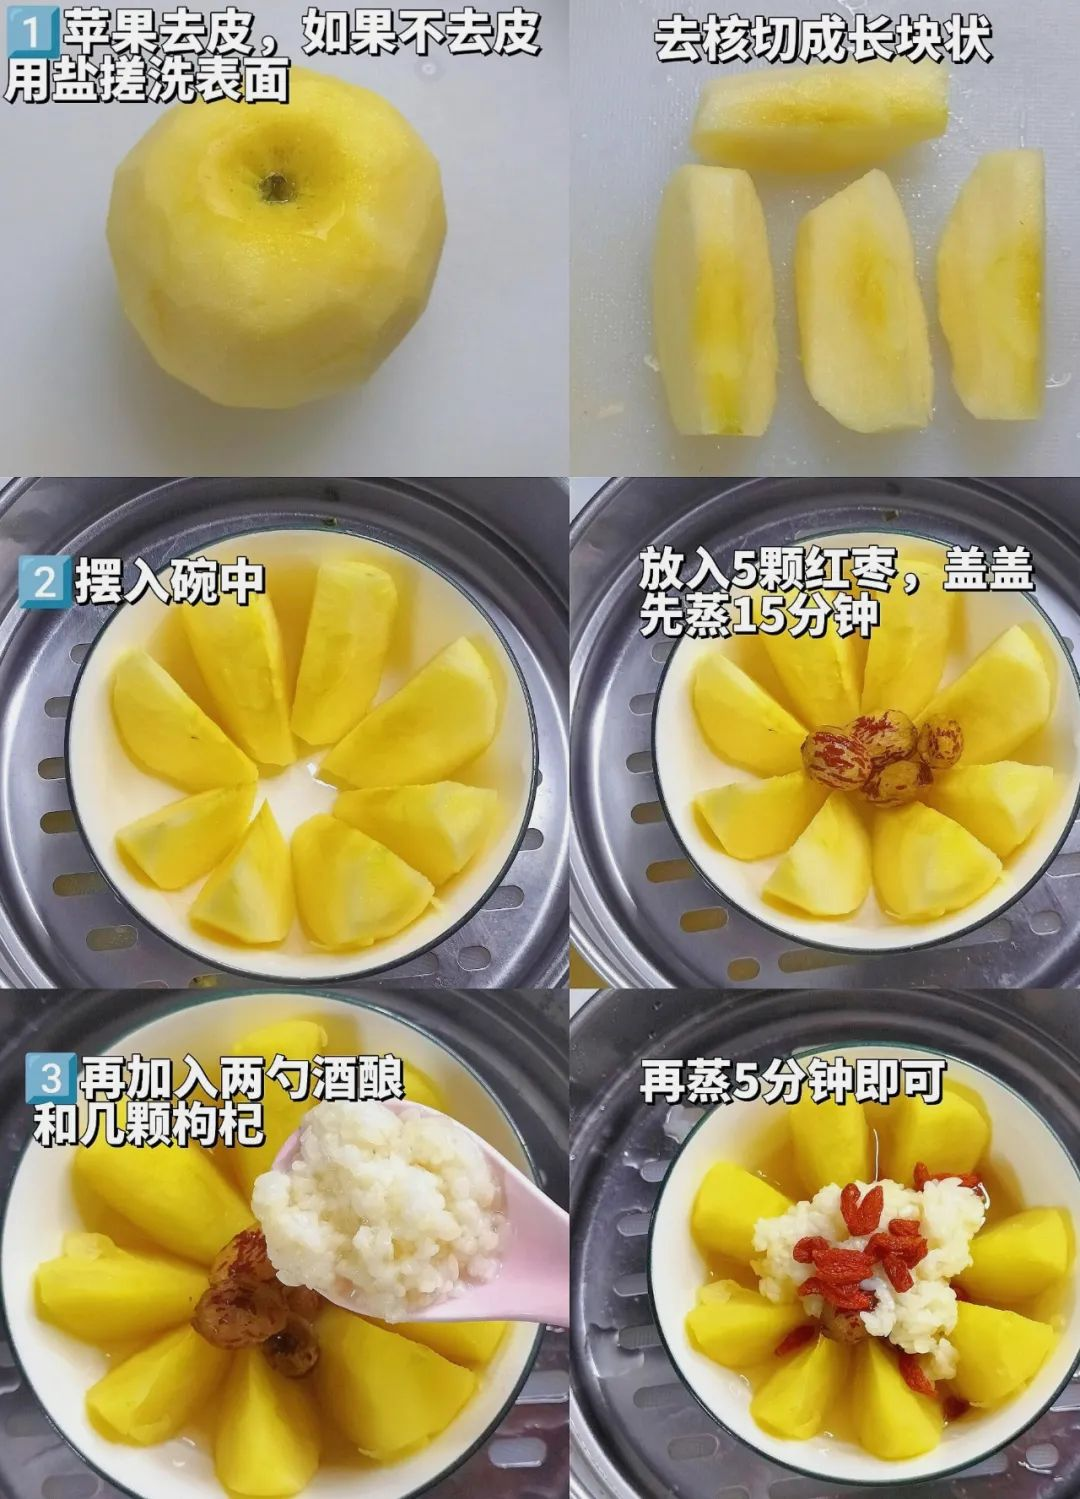 1 苹果去皮，如果不去皮
用盐搓洗表面
去核切成长块状
2 摆入碗中
放入5颗红枣，盖盖
先蒸15分钟
3 再加入两勺酒酿
和几颗枸杞
再蒸5分钟即可